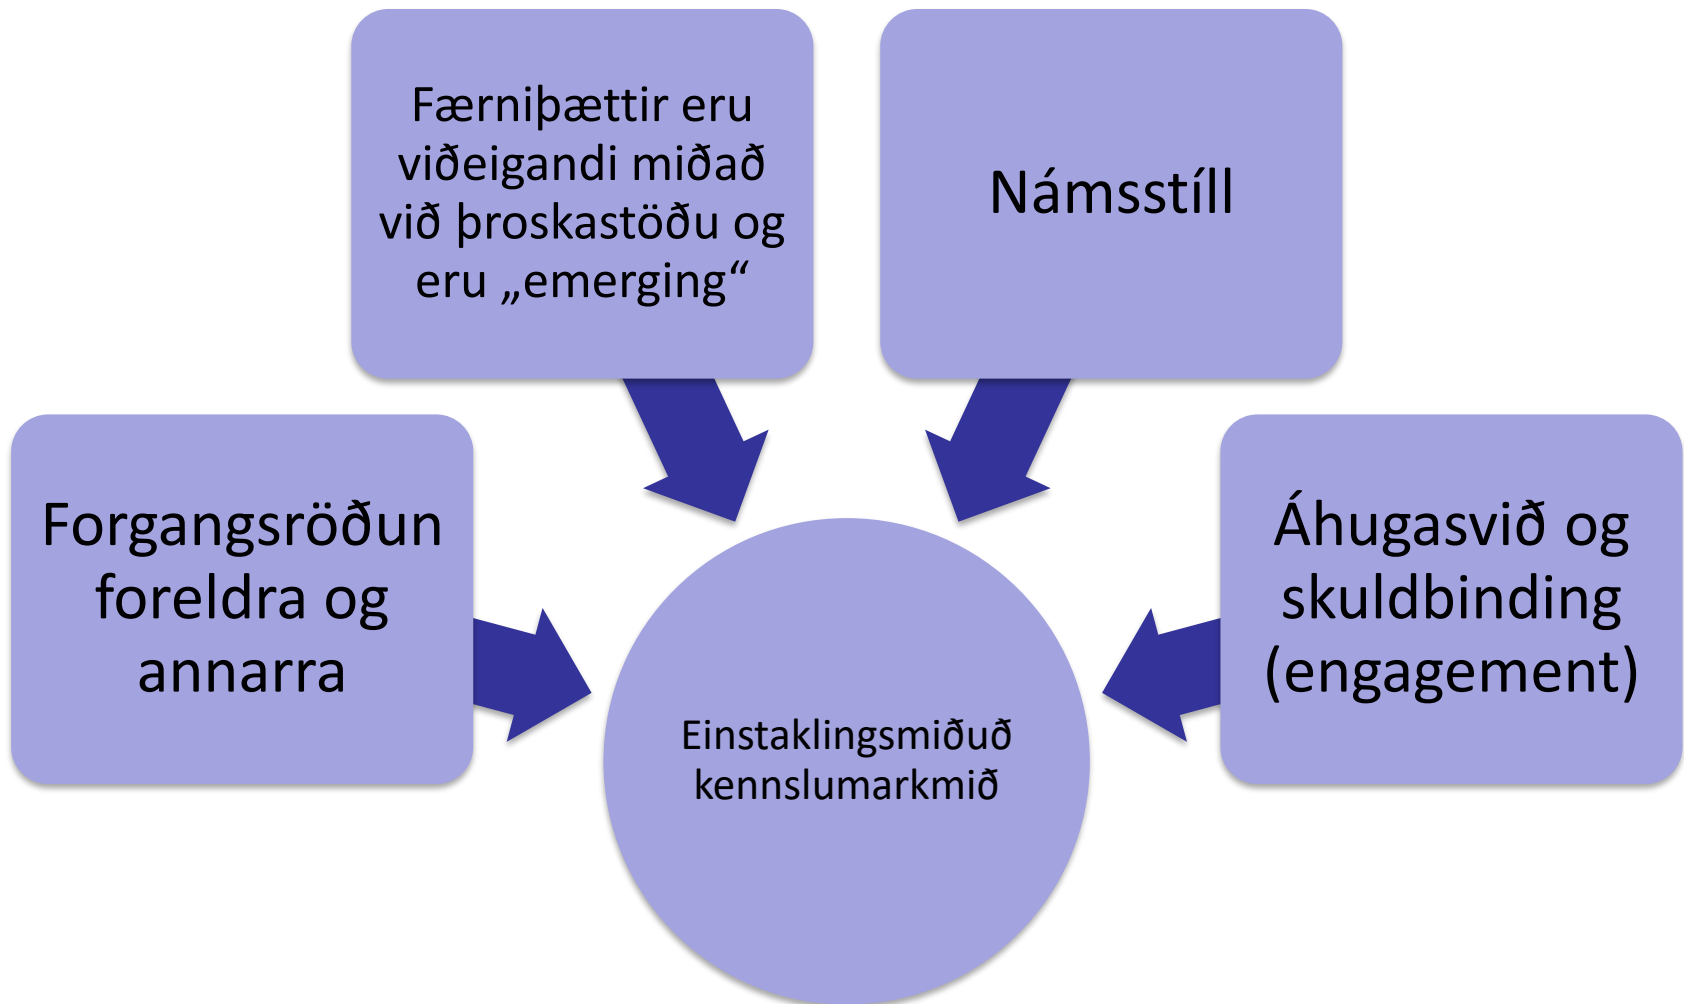 Færniþættir eru
viðeigandi miðað
við þroskastöðu og
eru „emerging“
Námsstíll
Forgangsröðun
foreldra og
annarra
Áhugasvið og
skuldbinding
(engagement)
Einstaklingsmiðuð
kennslumarkmið